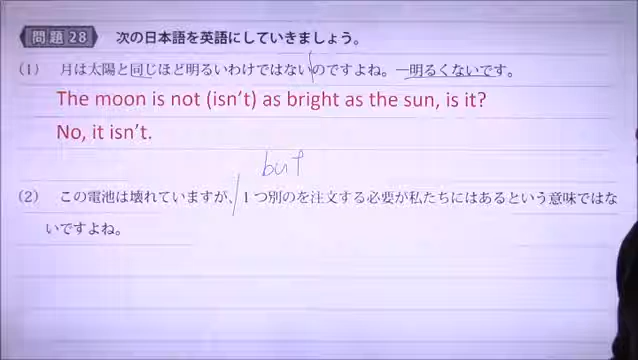 問題28 次の日本語を英語にしていきましょう。
(1) 月は太陽と同じほど明るいわけではないのですよね。―明るくないです。
The moon is not (isn't) as bright as the sun, is it?
No, it isn't.
but
(2) この電池は壊れていますが、1つ別のを注文する必要が私たちにはあるという意味ではな
いですよね。